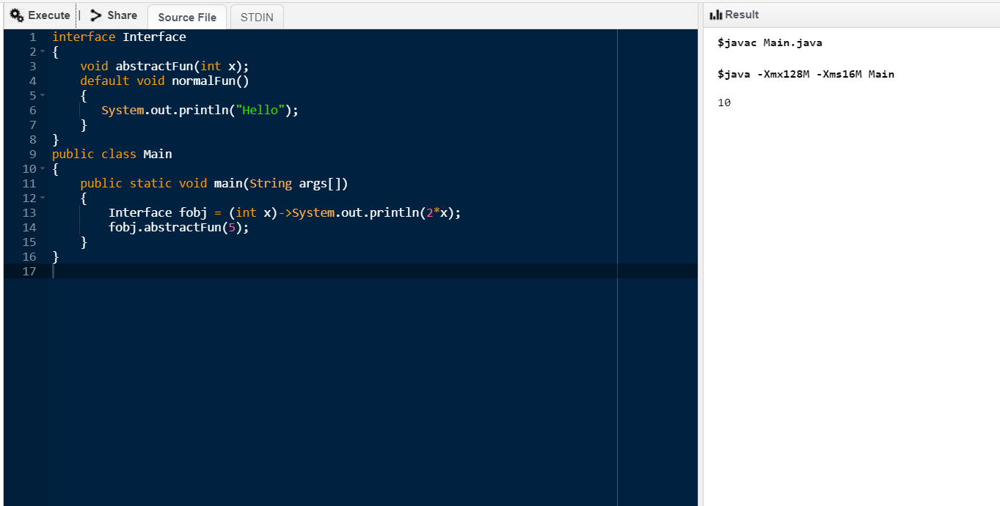 Execute | Share Source File STDIN
1 interface Interface
2 {
3 void abstractFun(int x);
4 default void normalFun()
5 {
6 System.out.println("Hello");
7 }
8 }
9 public class Main
10 {
11 public static void main(String args[])
12 {
13 Interface fobj = (int x)->System.out.println(2*x);
14 fobj.abstractFun(5);
15 }
16 }
17
Result
$javac Main.java
$java -Xmx128M -Xms16M Main
10